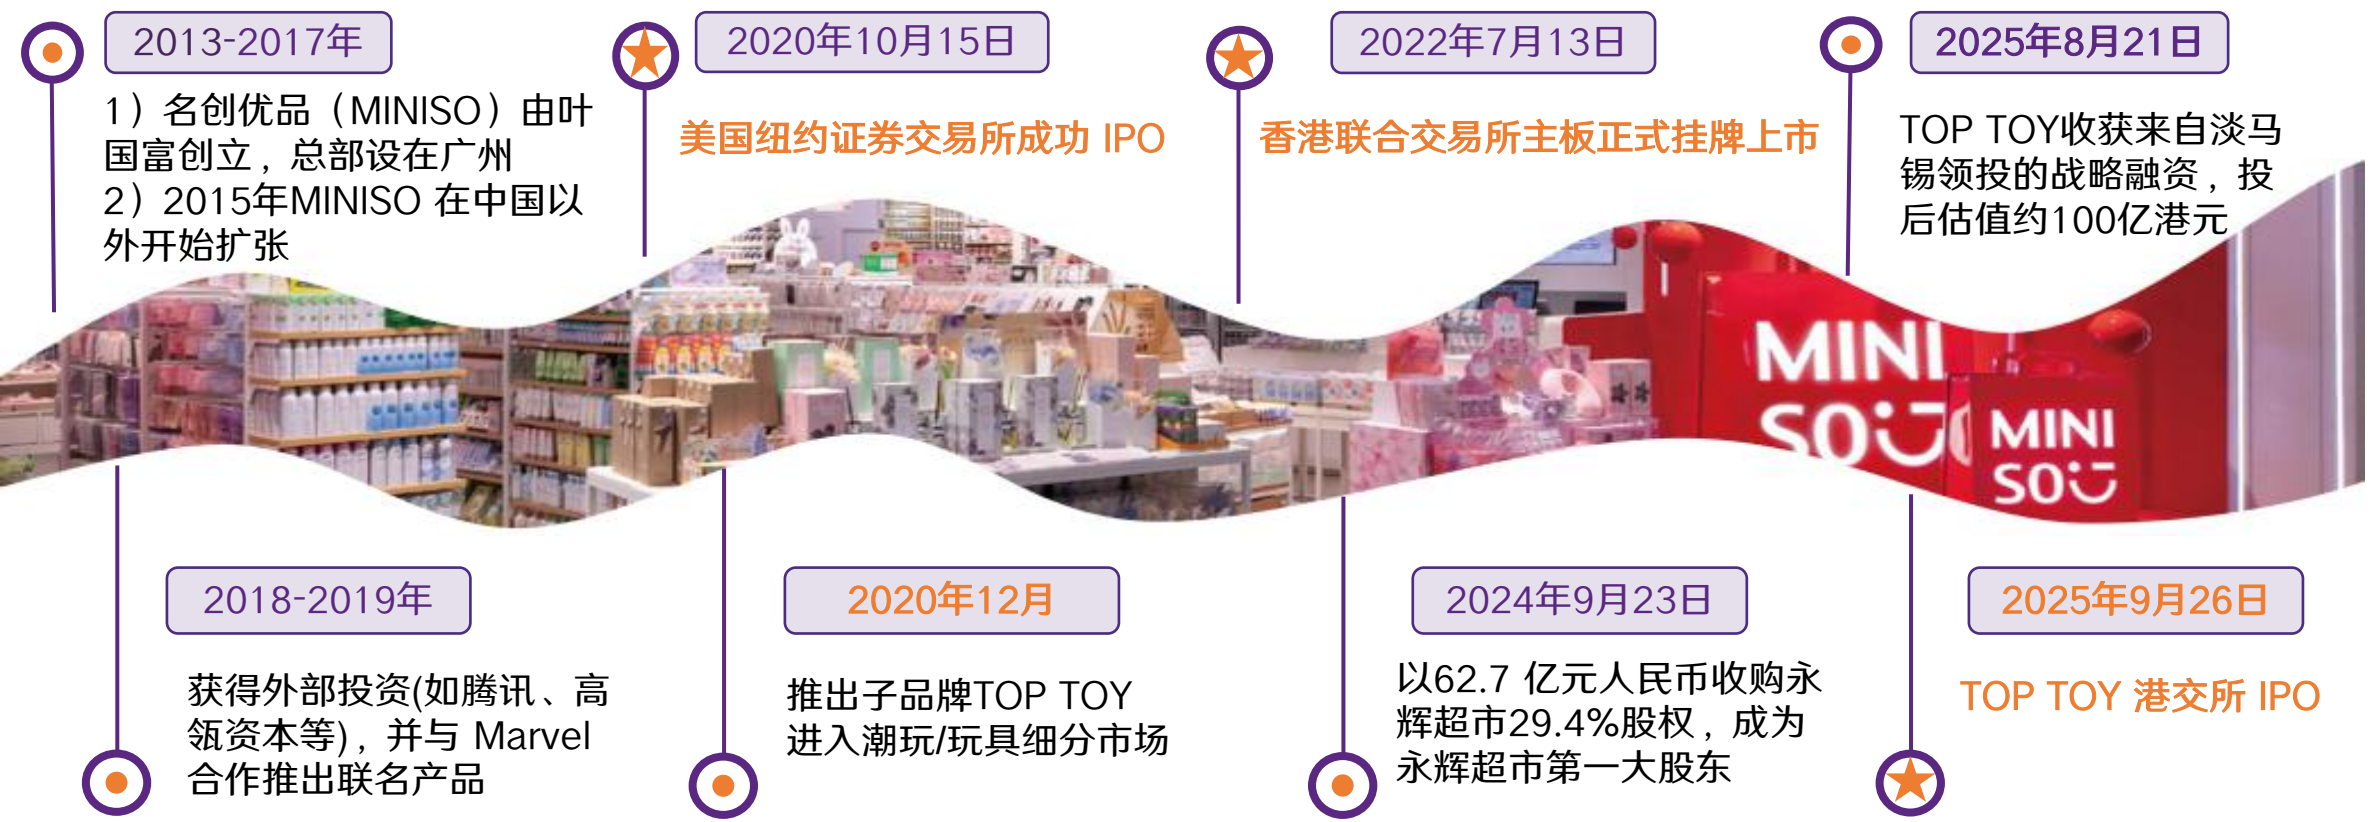 2013-2017年
1）名创优品（MINISO）由叶
国富创立，总部设在广州
2）2015年MINISO 在中国以
外开始扩张
2020年10月15日
美国纽约证券交易所成功 IPO
2022年7月13日
香港联合交易所主板正式挂牌上市
2025年8月21日
TOP TOY收获来自淡马
锡领投的战略融资，投
后估值约100亿港元
MINI
SO
MINI
SO
2018-2019年
获得外部投资(如腾讯、高
瓴资本等)，并与 Marvel
合作推出联名产品
2020年12月
推出子品牌TOP TOY
进入潮玩/玩具细分市场
2024年9月23日
以62.7 亿元人民币收购永
辉超市29.4%股权，成为
永辉超市第一大股东
2025年9月26日
TOP TOY 港交所 IPO